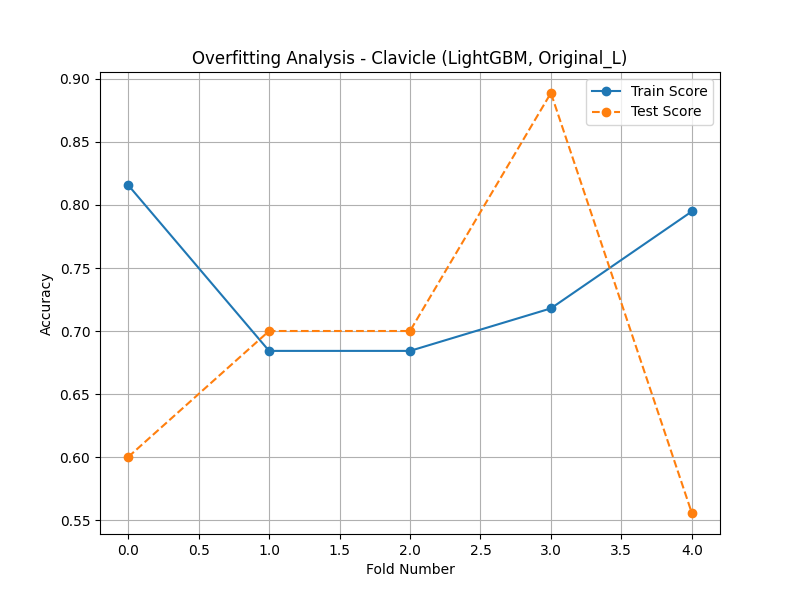 Overfitting Analysis - Clavicle (LightGBM, Original_L)
Train Score
Test Score
0.90
0.85
0.80
0.75
0.70
0.65
0.60
0.55
Accuracy
0.0 0.5 1.0 1.5 2.0 2.5 3.0 3.5 4.0
Fold Number